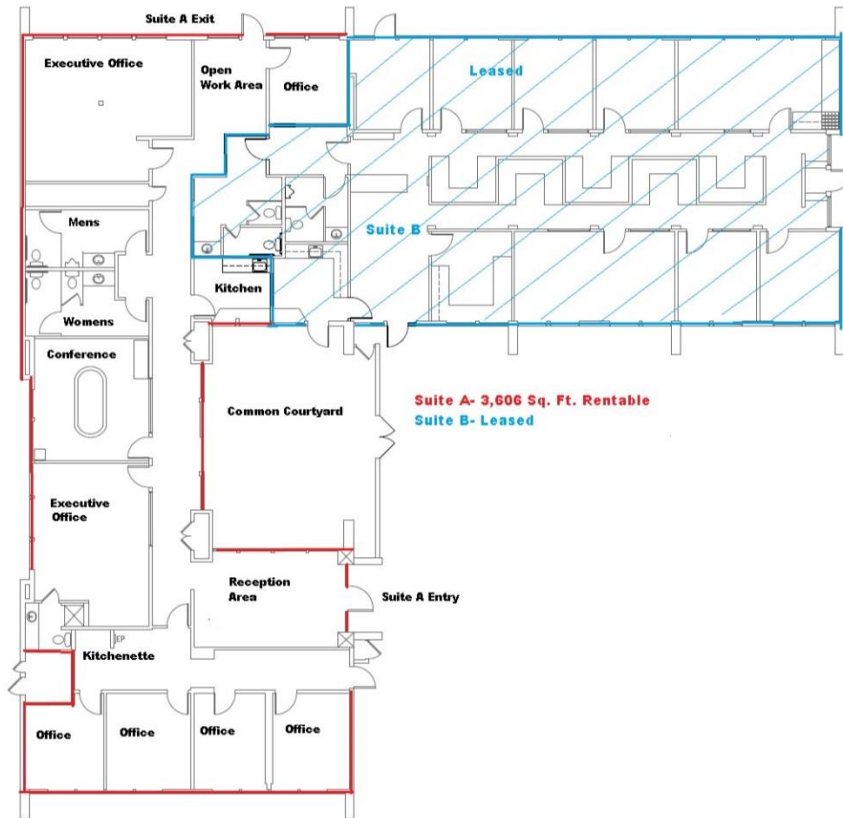 Suite A Exit
Executive Office
Open
Work Area
Office
Leased
Mens
Suite B
Kitchen
Womens
Conference
Common Courtyard
Suite A- 3,606 Sq. Ft. Rentable
Suite B- Leased
Executive
Office
Reception
Area
Suite A Entry
EP
Kitchenette
Office
Office
Office
Office